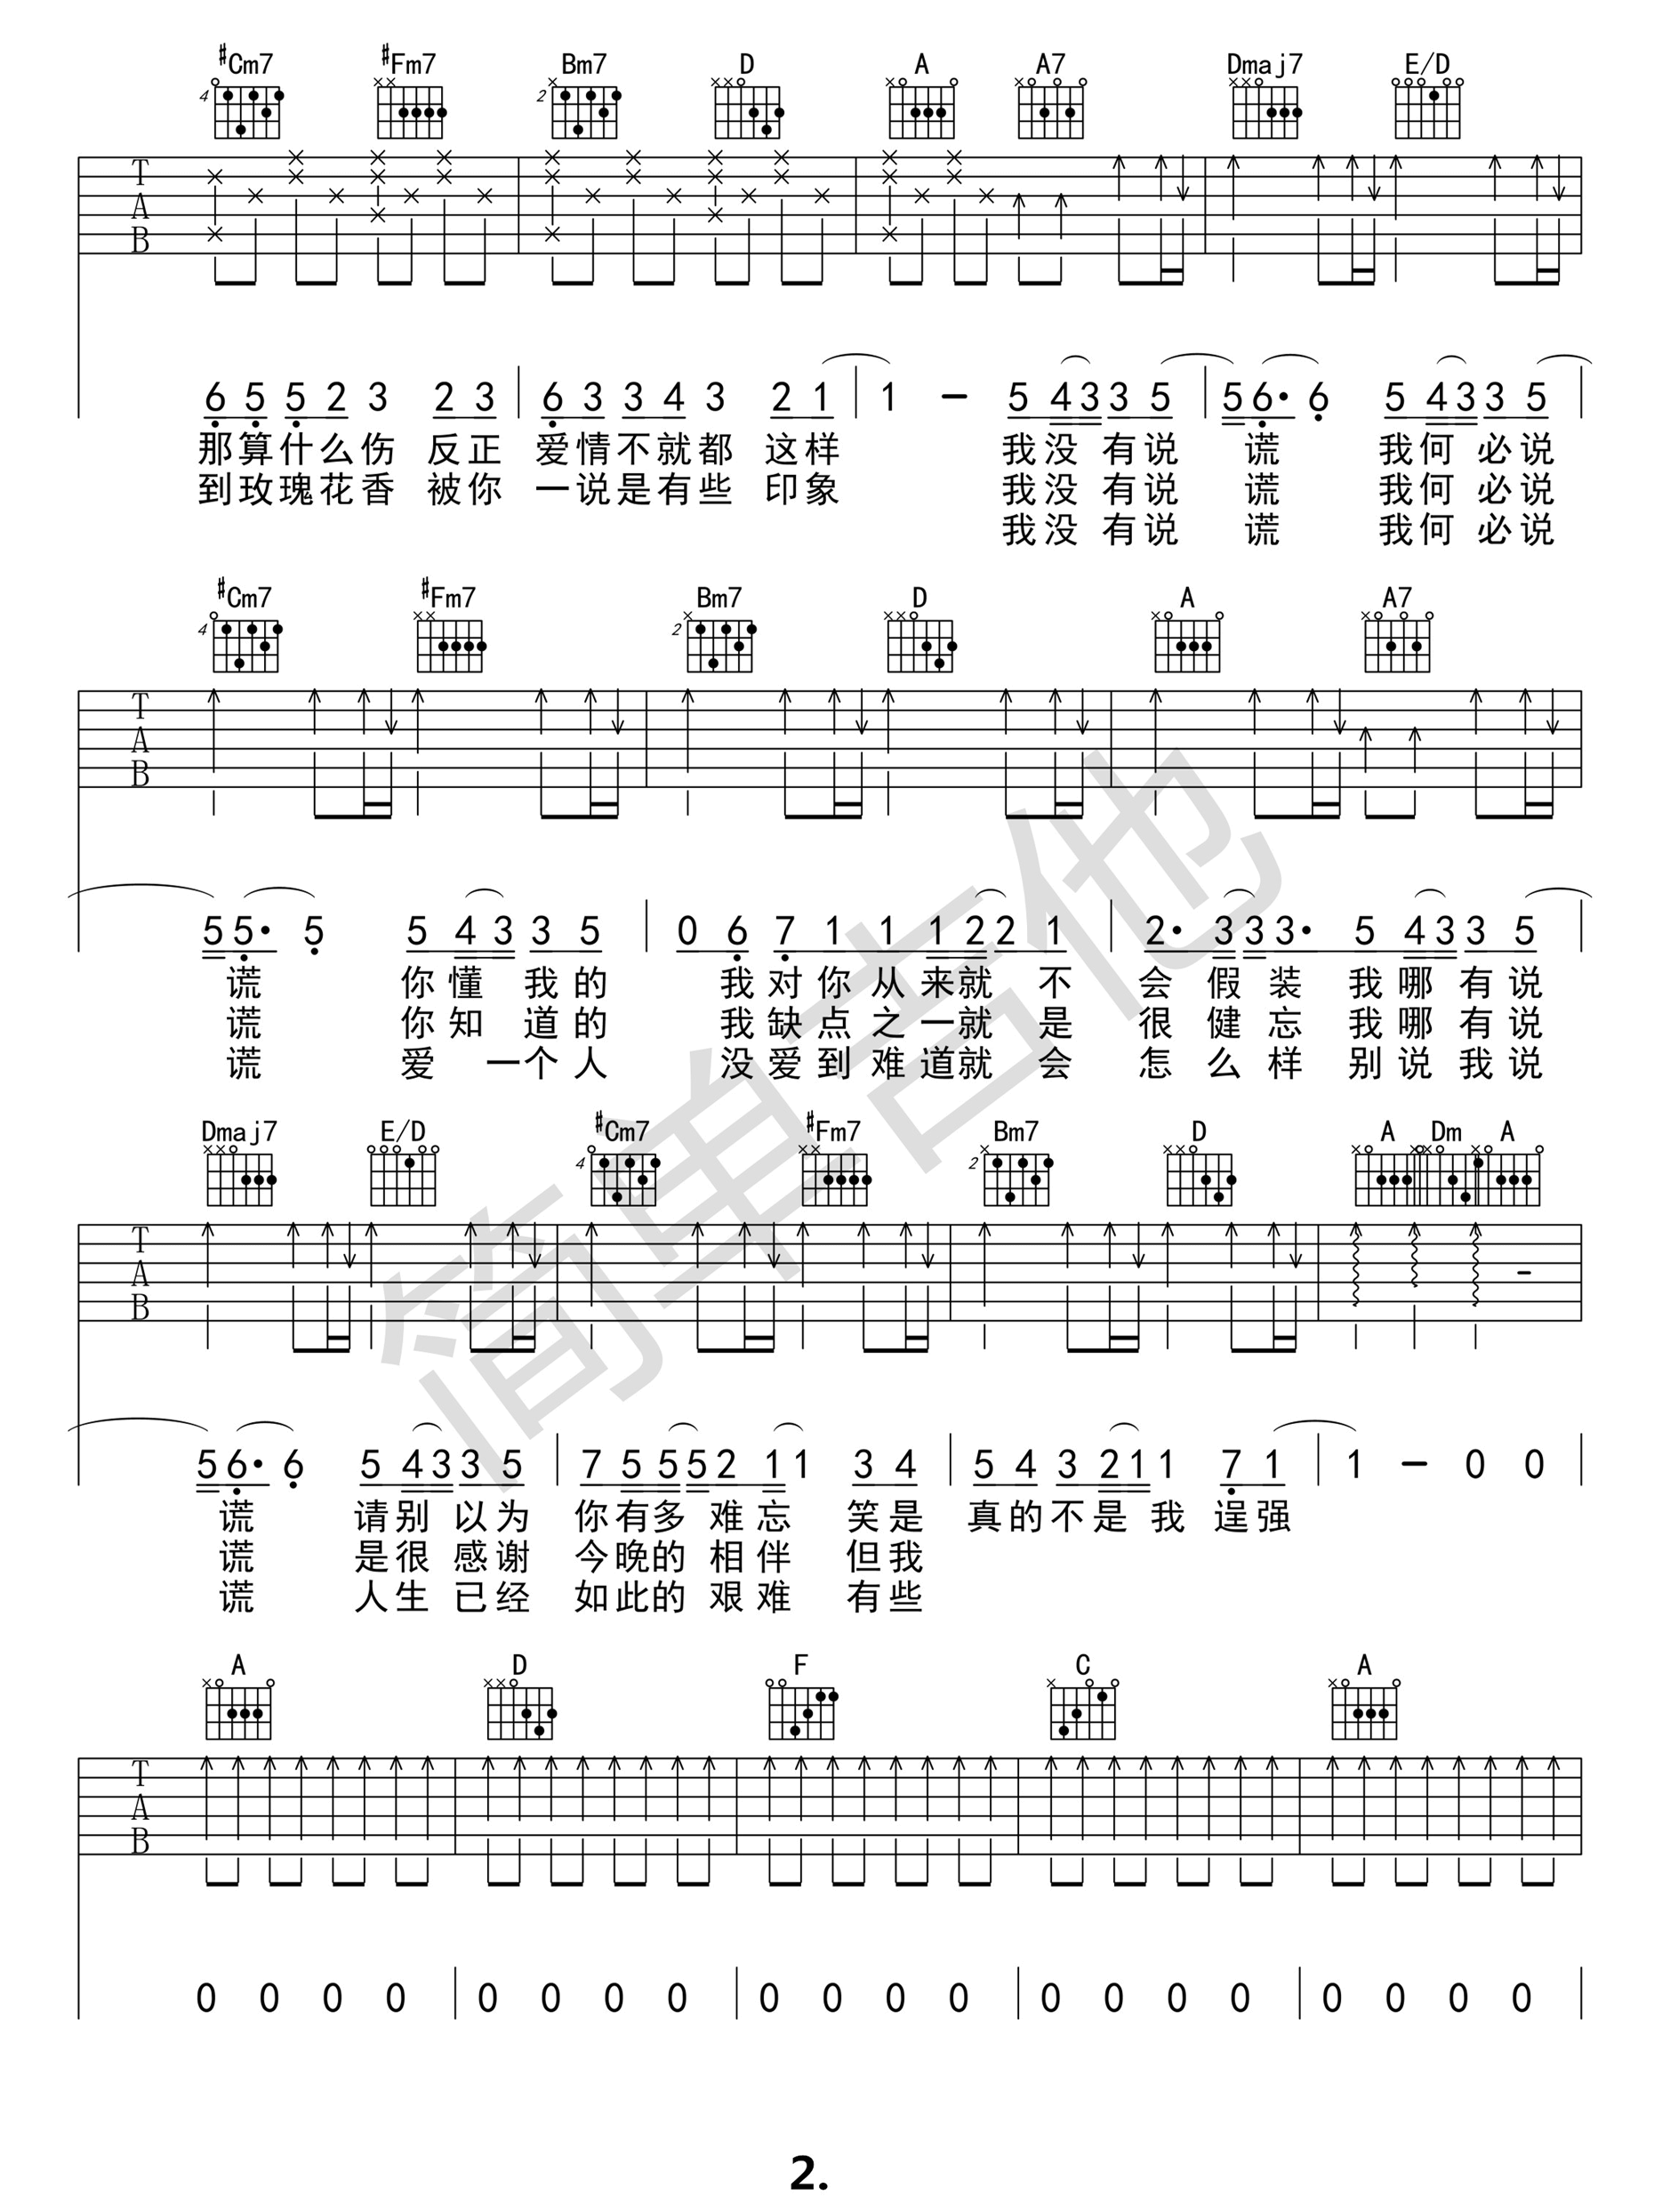 #Cm7 #Fm7 Bm7 D A A7 Dmaj7 E/D
4 2
T
A
B
6 5 5 2 3 2 3 6 3 3 4 3 2 1 1 - 5 4 3 3 5 5 6· 6 5 4 3 3 5
那算什么伤 反正 爱情不就都 这样 我没 有说 谎 我何 必说
到玫瑰花香 被你 一说是有些 印象 我没 有说 谎 我何 必说
我没 有说 谎 我何 必说
#Cm7 #Fm7 Bm7 D A A7
4 2
T
A
B
5 5· 5 5 4 3 3 5 0 6 7 1 1 1 2 2 1 2· 3 3 3· 5 4 3 3 5
谎 你懂 我的 我对你从来就 不 会 假 装 我哪 有说
谎 你知 道的 我缺点之一就 是 很 健 忘 我哪 有说
谎 爱 一个人 没爱到难道就 会 怎 么 样 别说 我说
Dmaj7 E/D #Cm7 #Fm7 Bm7 D A Dm A
4 2
T
A
B
5 6· 6 5 4 3 3 5 7 5 5 5 2 1 1 3 4 5 4 3 2 1 1 7 1 1 - 0 0
谎 请别 以为 你有多 难忘 笑是 真的不是 我 逞强
谎 是很 感谢 今晚的 相伴 但我
谎 人生 已经 如此的 艰难 有些
A D F C A
T
A
B
0 0 0 0 0 0 0 0 0 0 0 0 0 0 0 0 0 0 0 0
简单吉他
2.